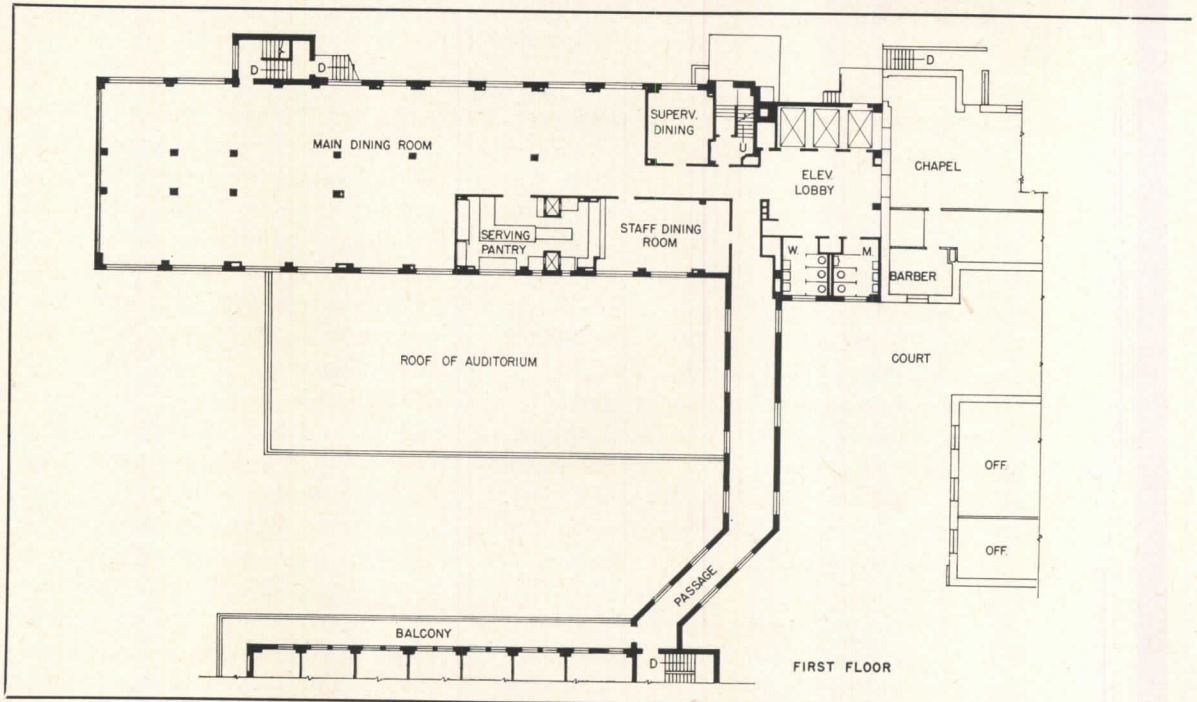 D
D
D
MAIN DINING ROOM
SUPERV.
DINING
U
ELEV.
LOBBY
CHAPEL
SERVING
PANTRY
STAFF DINING
ROOM
W.
M.
BARBER
ROOF OF AUDITORIUM
COURT
OFF.
OFF.
PASSAGE
BALCONY
D
FIRST FLOOR